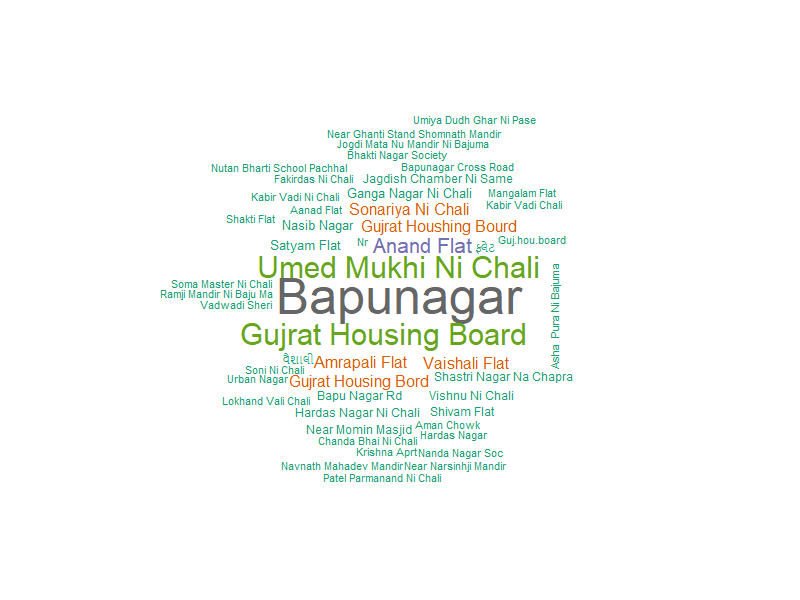 Umiya Dudh Ghar Ni Pase
Near Ghanti Stand Shomnath Mandir
Jogdi Mata Nu Mandir Ni Bajuma
Bhakti Nagar Society
Nutan Bharti School Pachhal
Bapunagar Cross Road
Fakirdas Ni Chali
Jagdish Chamber Ni Same
Kabir Vadi Ni Chali
Ganga Nagar Ni Chali
Mangalam Flat
Kabir Vadi Chali
Aanad Flat
Sonariya Ni Chali
Shakti Flat
Nasib Nagar
Gujrat Houshing Bourd
Satyam Flat
Nr
Anand Flat
ફ્લેટ
Guj.hou.board
Umed Mukhi Ni Chali
Soma Master Ni Chali
Ramji Mandir Ni Baju Ma
Vadwadi Sheri
Bapunagar
Asha Pura Ni Bajuma
Gujrat Housing Board
વૈશાલી
Amrapali Flat
Vaishali Flat
Soni Ni Chali
Urban Nagar
Gujrat Housing Bord
Shastri Nagar Na Chapra
Lokhand Vali Chali
Bapu Nagar Rd
Vishnu Ni Chali
Hardas Nagar Ni Chali
Shivam Flat
Near Momin Masjid
Aman Chowk
Hardas Nagar
Chanda Bhai Ni Chali
Krishna Aprt
Nanda Nagar Soc
Navnath Mahadev Mandir
Near Narsinhji Mandir
Patel Parmanand Ni Chali